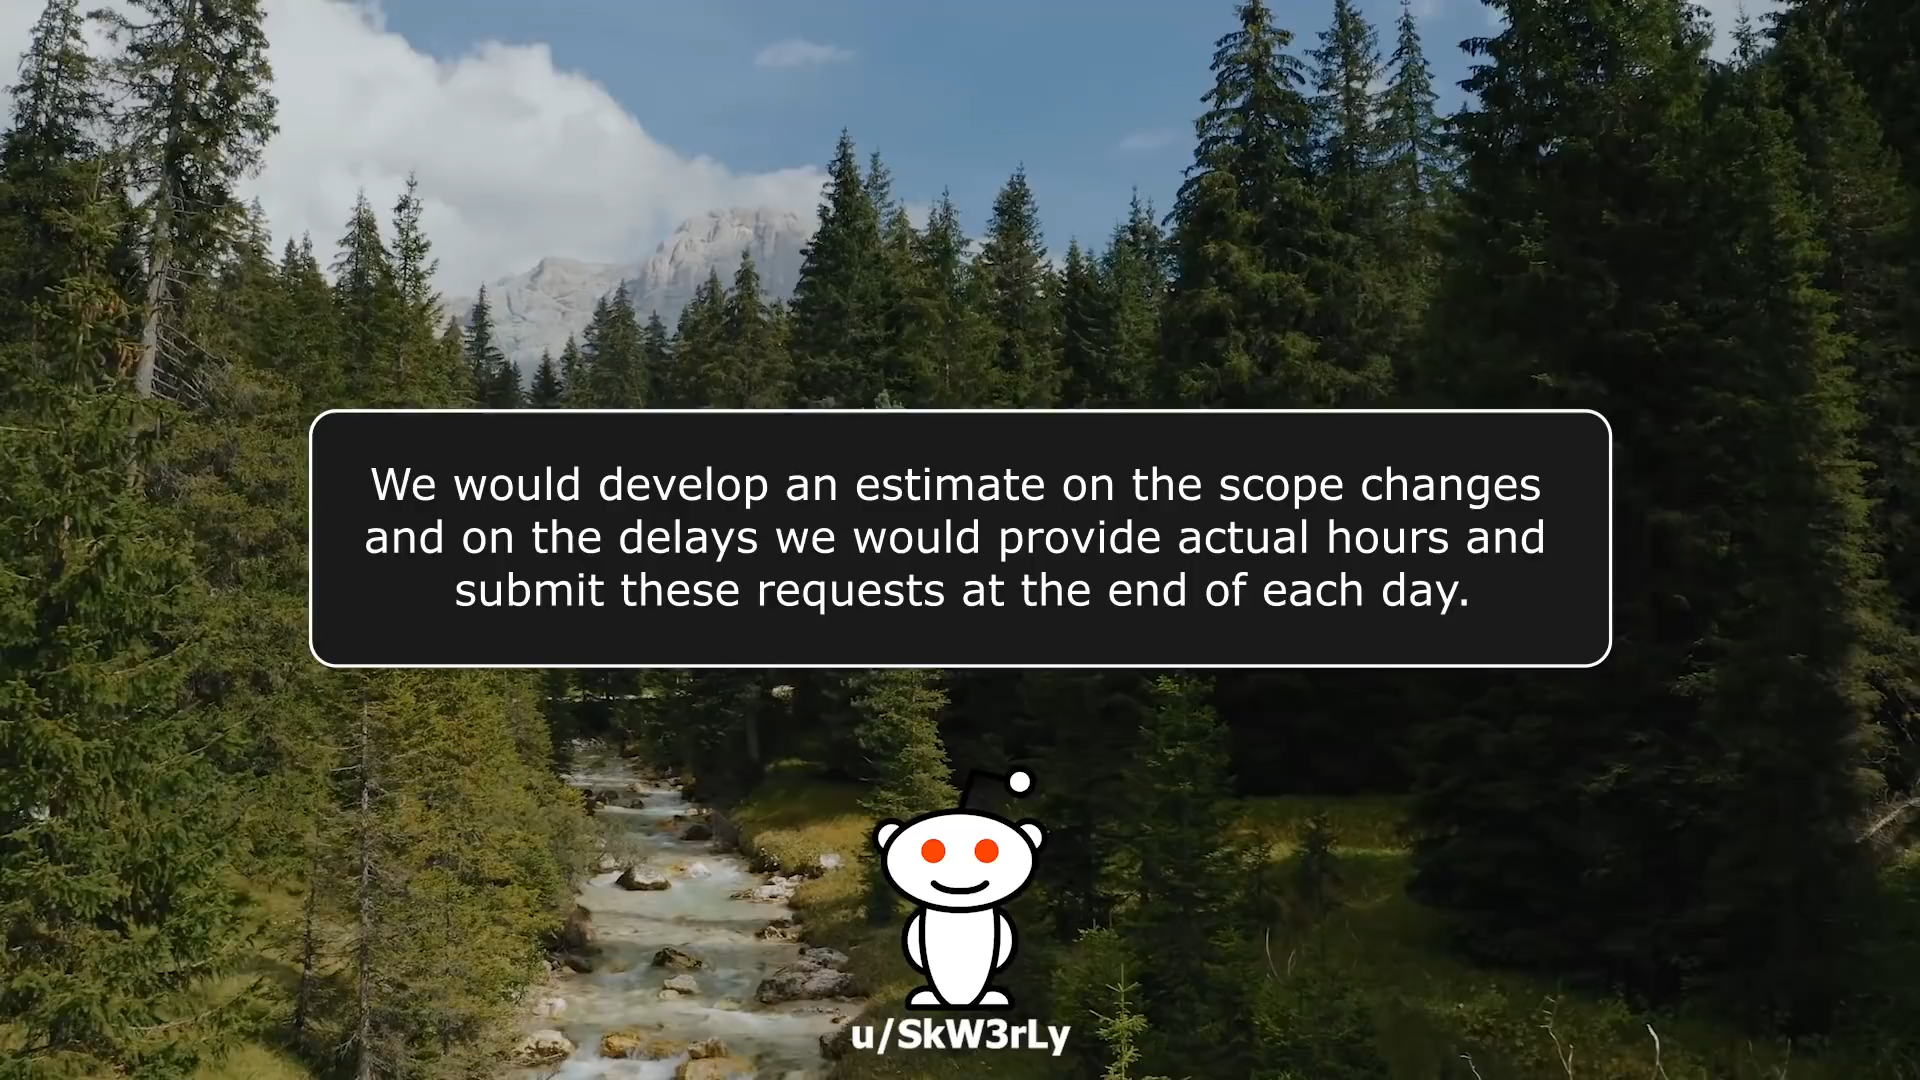 We would develop an estimate on the scope changes
and on the delays we would provide actual hours and
submit these requests at the end of each day.
u/SkW3rLy